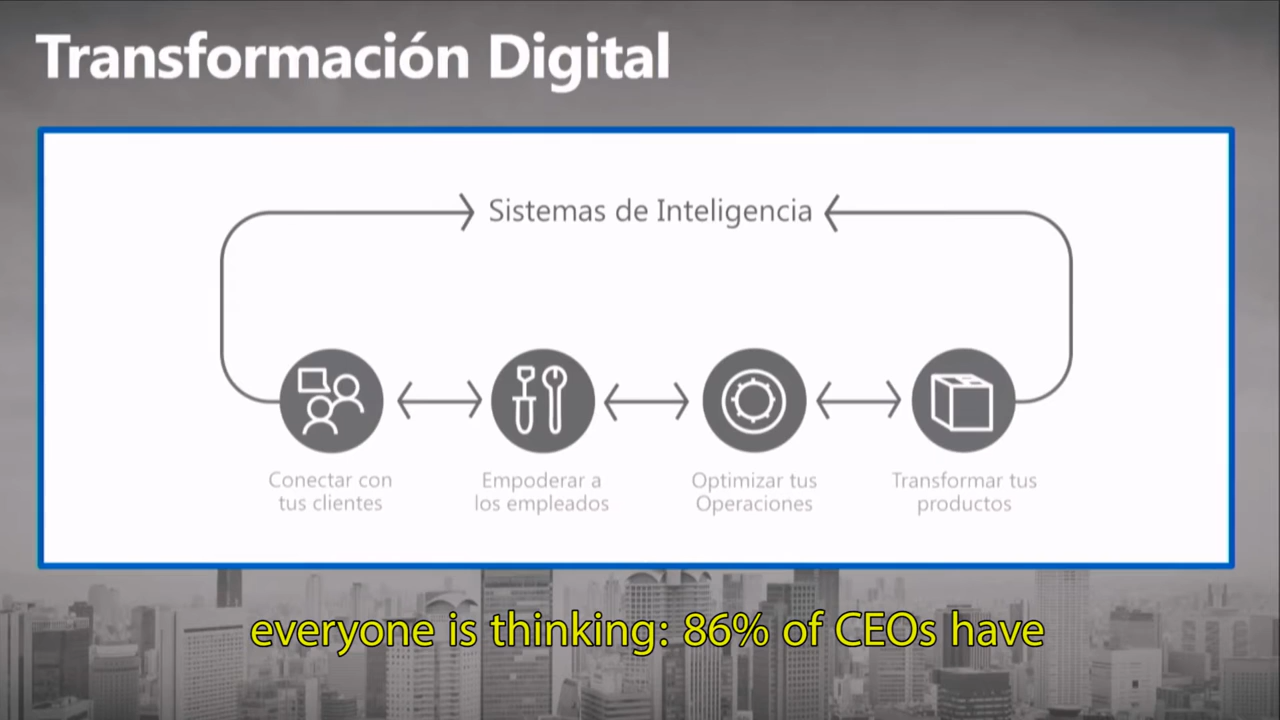 Transformación Digital
Sistemas de Inteligencia
Conectar con
tus clientes
Empoderar a
los empleados
Optimizar tus
Operaciones
Transformar tus
productos
everyone is thinking: 86% of CEOs have